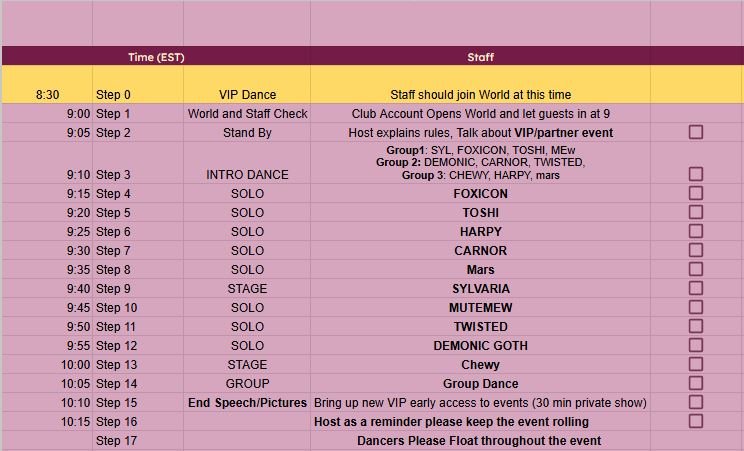 Time (EST) Staff
8:30 Step 0 VIP Dance Staff should join World at this time
9:00 Step 1 World and Staff Check Club Account Opens World and let guests in at 9
9:05 Step 2 Stand By Host explains rules, Talk about VIP/partner event
Group1: SYL, FOXICON, TOSHI, MEw
Group 2: DEMONIC, CARNOR, TWISTED,
9:10 Step 3 INTRO DANCE Group 3: CHEWY, HARPY, mars
9:15 Step 4 SOLO FOXICON
9:20 Step 5 SOLO TOSHI
9:25 Step 6 SOLO HARPY
9:30 Step 7 SOLO CARNOR
9:35 Step 8 SOLO Mars
9:40 Step 9 STAGE SYLVARIA
9:45 Step 10 SOLO MUTEMEW
9:50 Step 11 SOLO TWISTED
9:55 Step 12 SOLO DEMONIC GOTH
10:00 Step 13 STAGE Chewy
10:05 Step 14 GROUP Group Dance
10:10 Step 15 End Speech/Pictures Bring up new VIP early access to events (30 min private show)
10:15 Step 16 Host as a reminder please keep the event rolling
Step 17 Dancers Please Float throughout the event